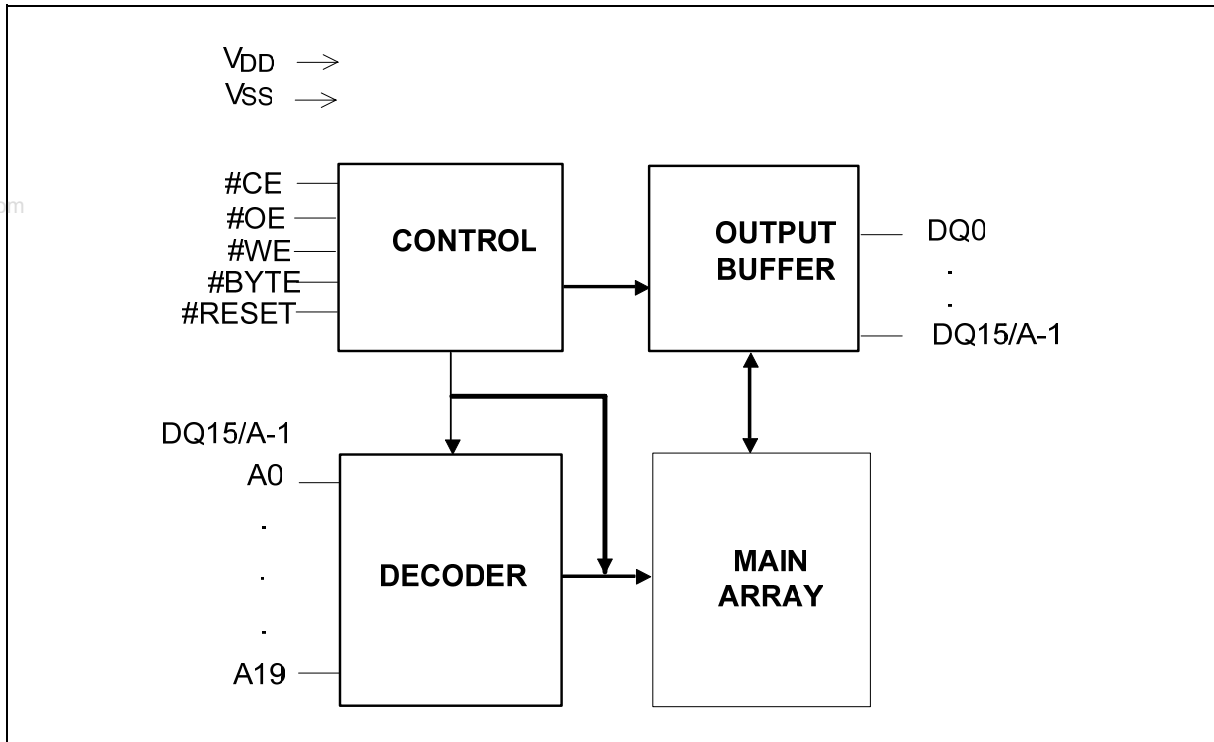 VDD
VSS
#CE
#OE
#WE
#BYTE
#RESET
CONTROL
OUTPUT
BUFFER
DQ0
.
.
DQ15/A-1
om
DQ15/A-1
A0
.
.
.
A19
DECODER
MAIN
ARRAY